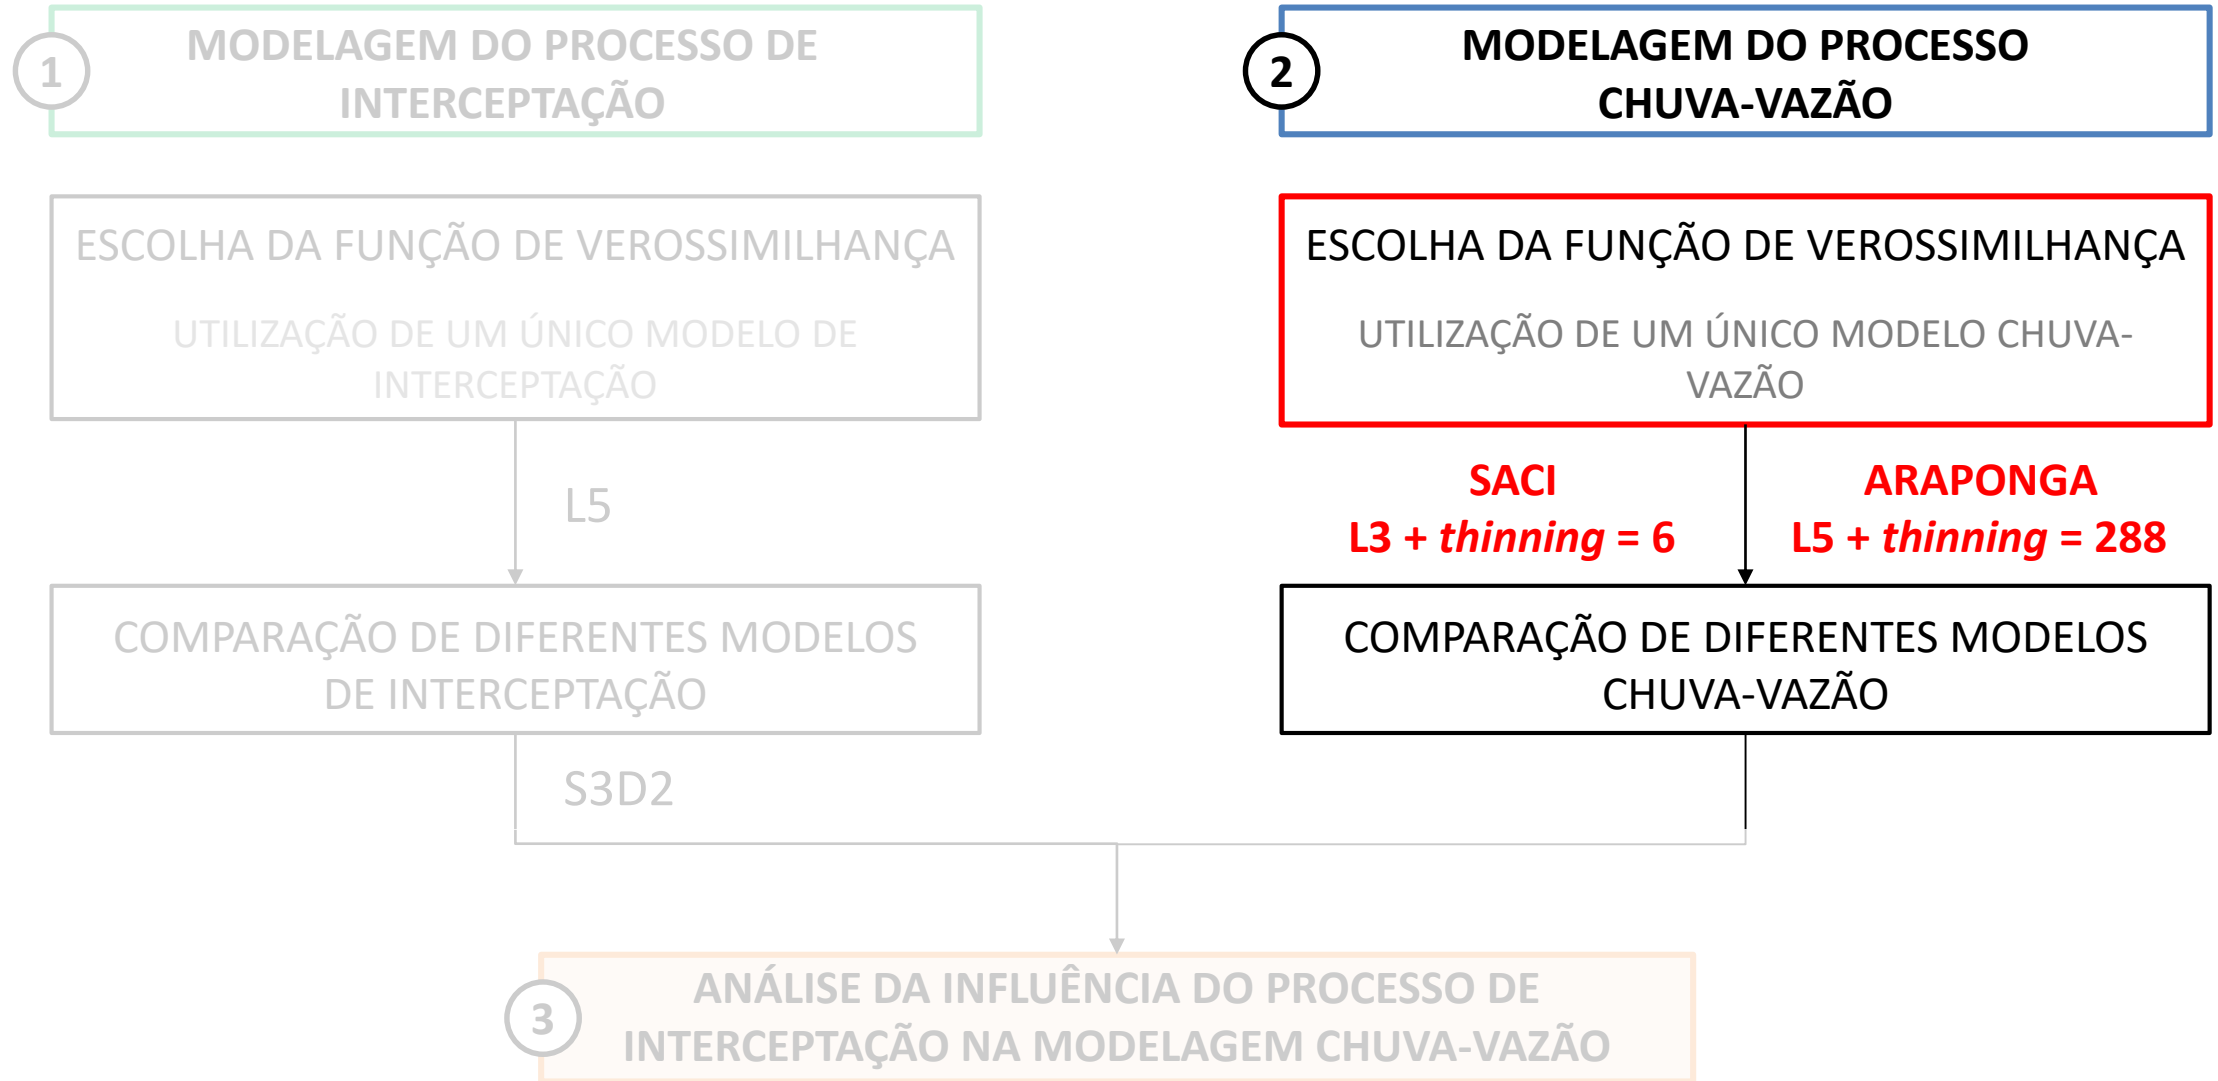 1
MODELAGEM DO PROCESSO DE
INTERCEPTAÇÃO
ESCOLHA DA FUNÇÃO DE VEROSSIMILHANÇA
UTILIZAÇÃO DE UM ÚNICO MODELO DE
INTERCEPTAÇÃO
L5
COMPARAÇÃO DE DIFERENTES MODELOS
DE INTERCEPTAÇÃO
S3D2
2
MODELAGEM DO PROCESSO
CHUVA-VAZÃO
ESCOLHA DA FUNÇÃO DE VEROSSIMILHANÇA
UTILIZAÇÃO DE UM ÚNICO MODELO CHUVA-
VAZÃO
SACI
L3 + thinning = 6
ARAPONGA
L5 + thinning = 288
COMPARAÇÃO DE DIFERENTES MODELOS
CHUVA-VAZÃO
3
ANÁLISE DA INFLUÊNCIA DO PROCESSO DE
INTERCEPTAÇÃO NA MODELAGEM CHUVA-VAZÃO